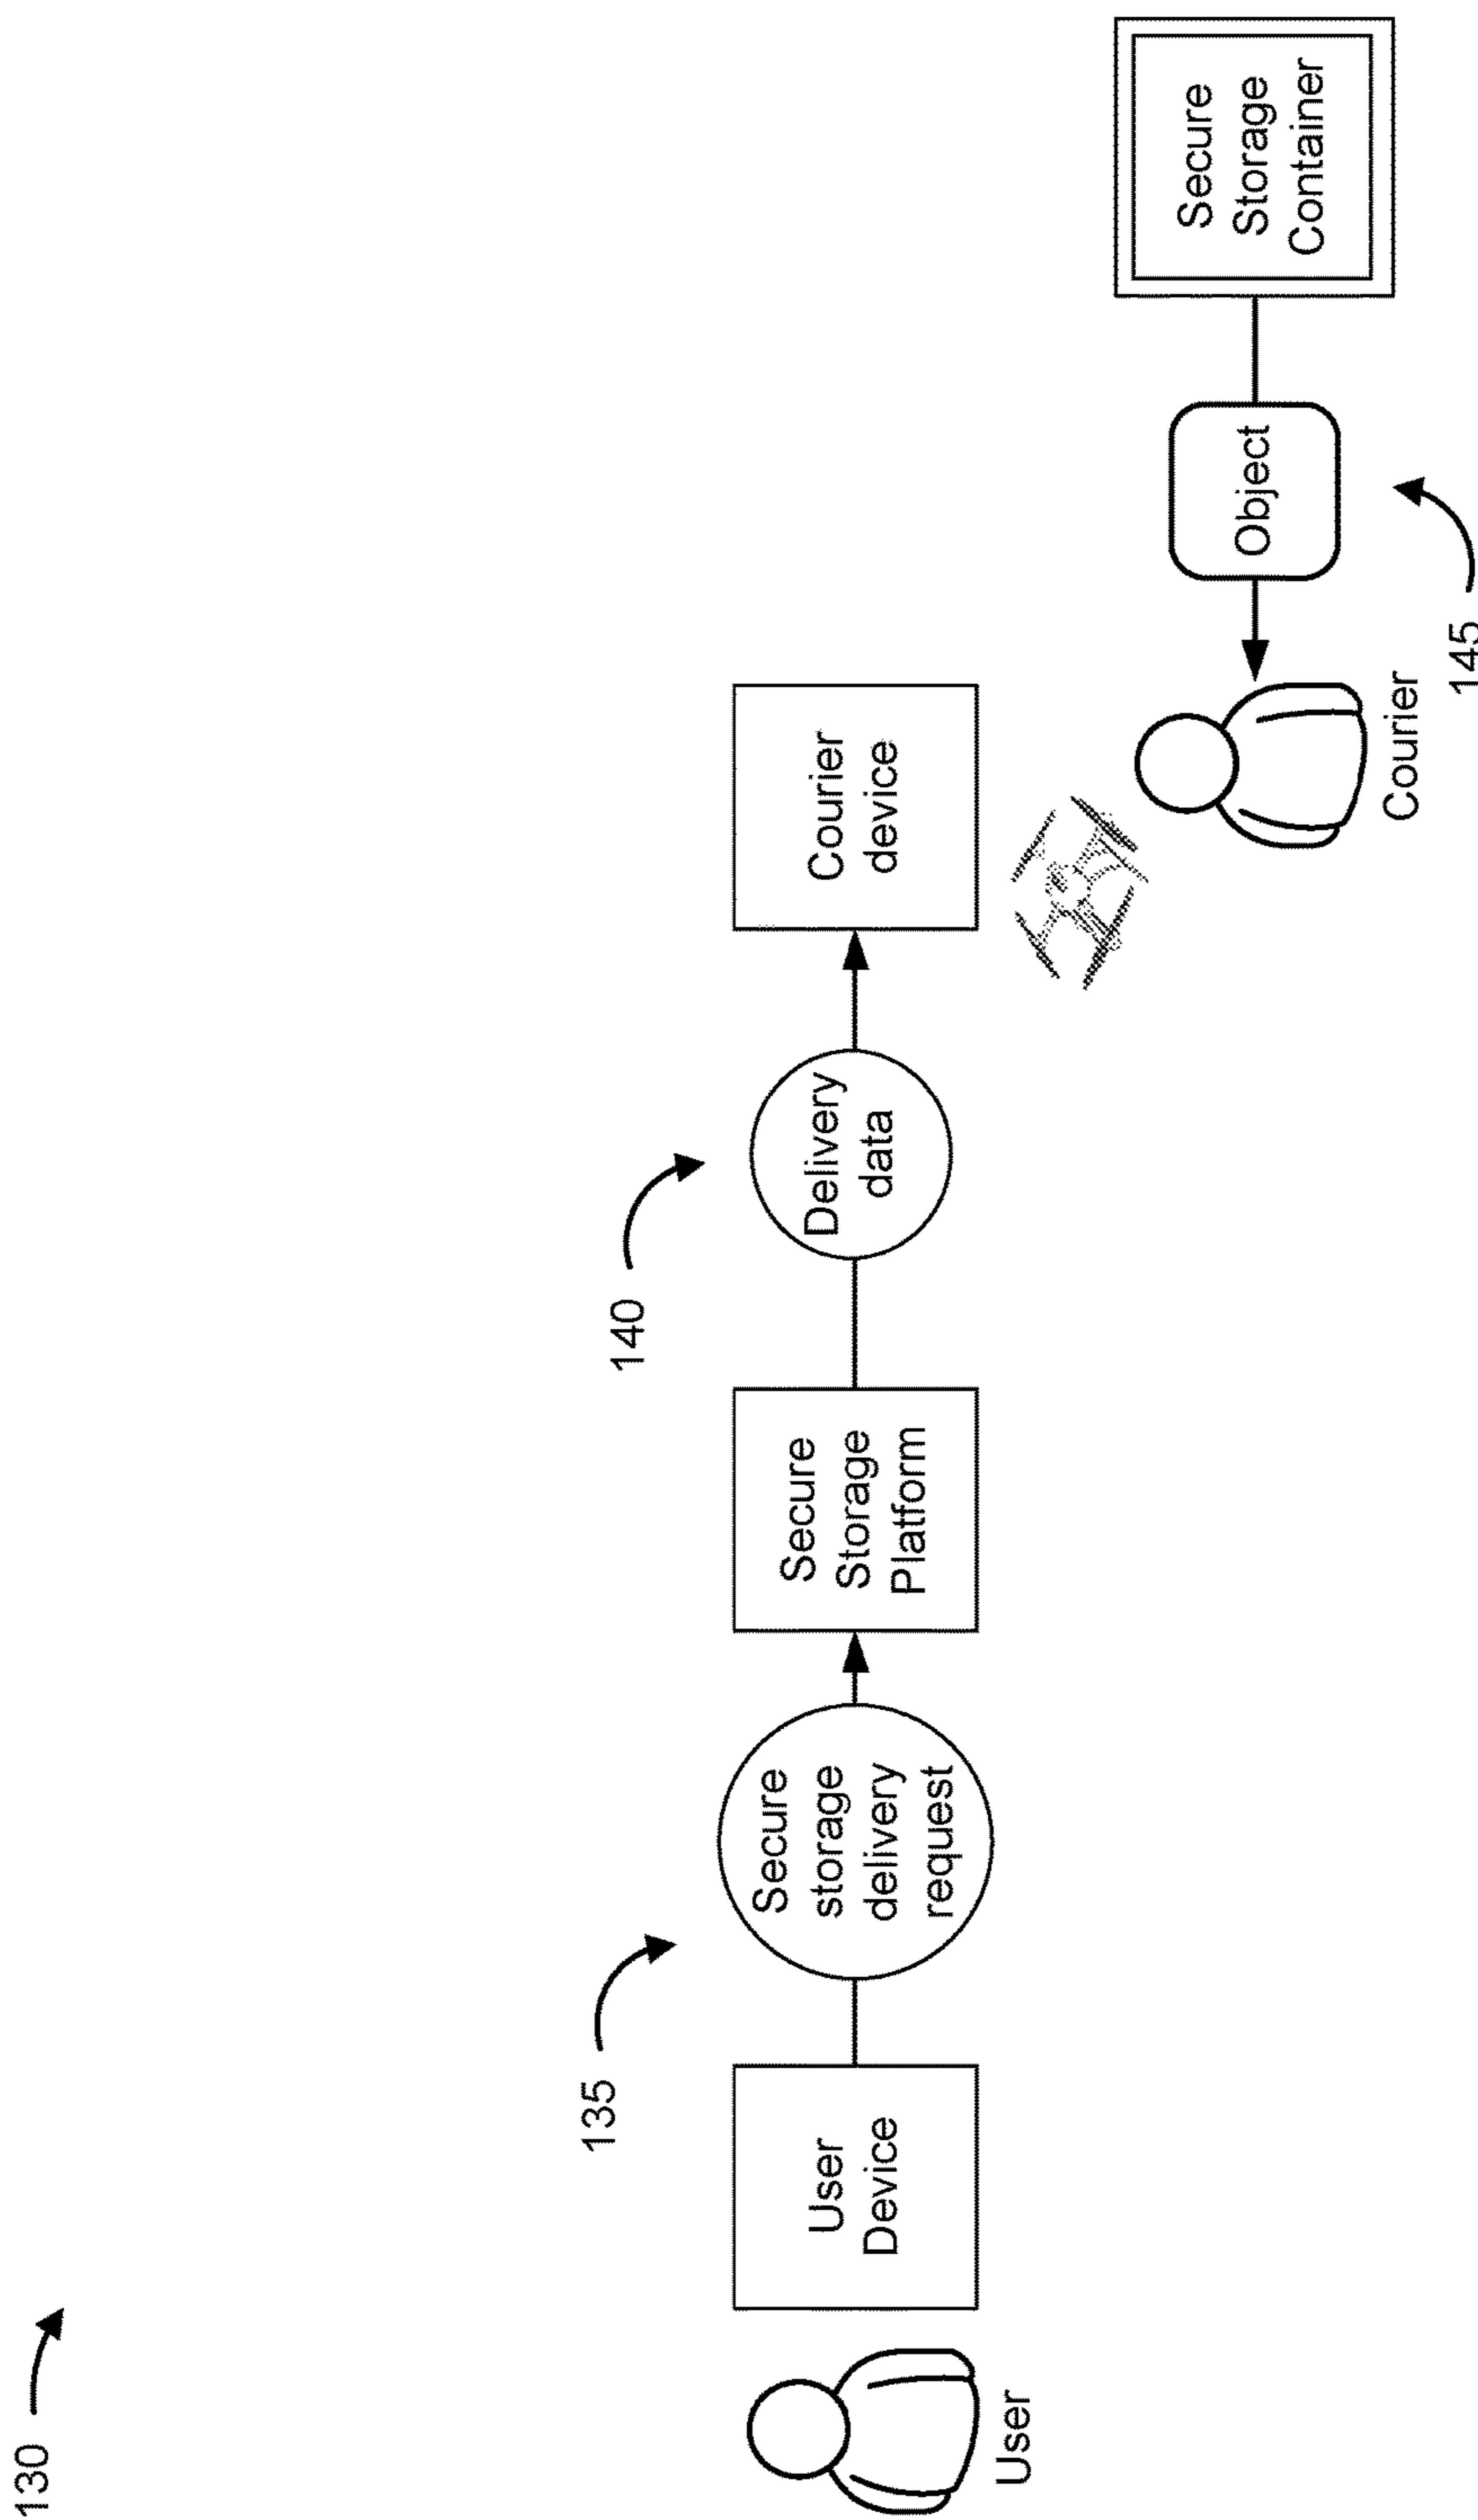 130
User
User
Device
135
Secure
storage
delivery
request
Secure
Storage
Platform
140
Delivery
data
Courier
device
Courier
145
Object
Secure
Storage
Container